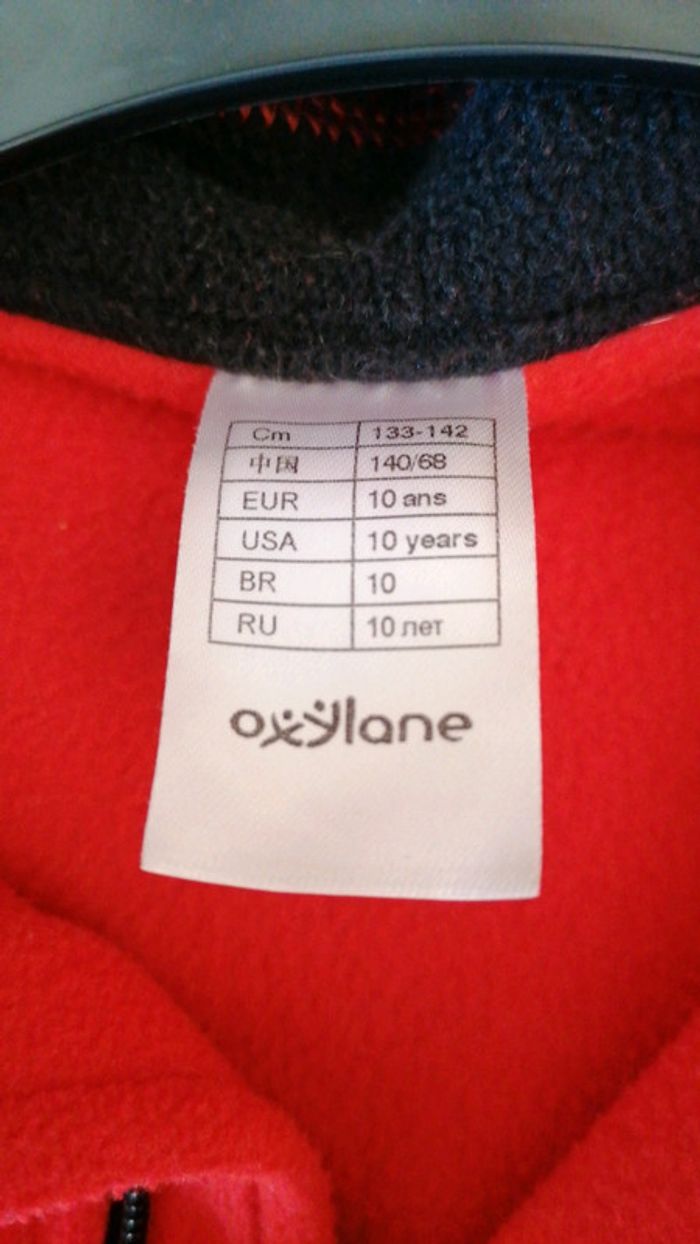 Cm 133-142
中国 140/68
EUR 10 ans
USA 10 years
BR 10
RU 10 лет
oxylane